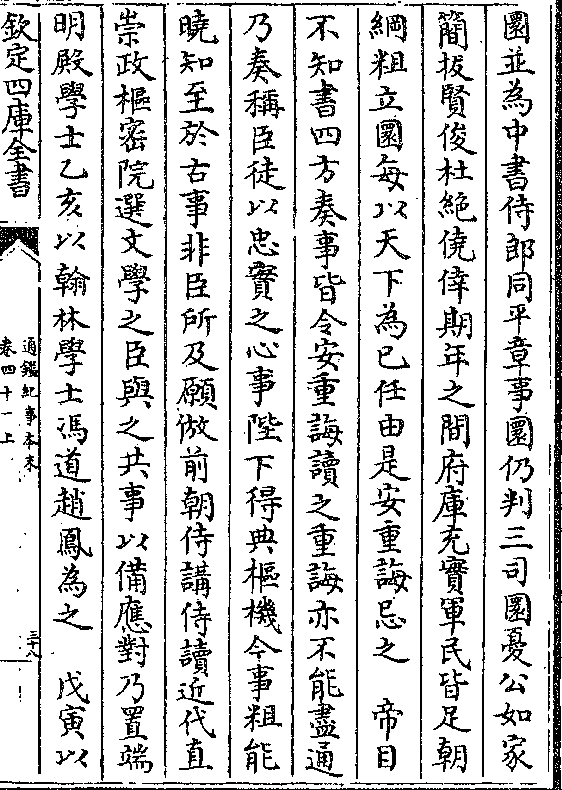 圜並為中書侍郎同平章事圜仍判三司圜憂公如家
簡拔賢俊杜絶僥倖期年之間府庫充實軍民皆足朝
綱粗立圜每以天下為己任由是安重誨忌之　帝目
不知書四方奏事皆令安重誨讀之重誨亦不能盡通
乃奏稱臣徒以忠實之心事陛下得典樞機今事粗能
曉知至於古事非臣所及願倣前朝侍講侍讀近代直
崇政樞密院選文學之臣與之共事以備應對乃置端
明殿學士乙亥以翰林學士馮道趙鳳為之　戊寅以
欽定四庫全書
通鑑紀事本末
卷四十一上
三十八